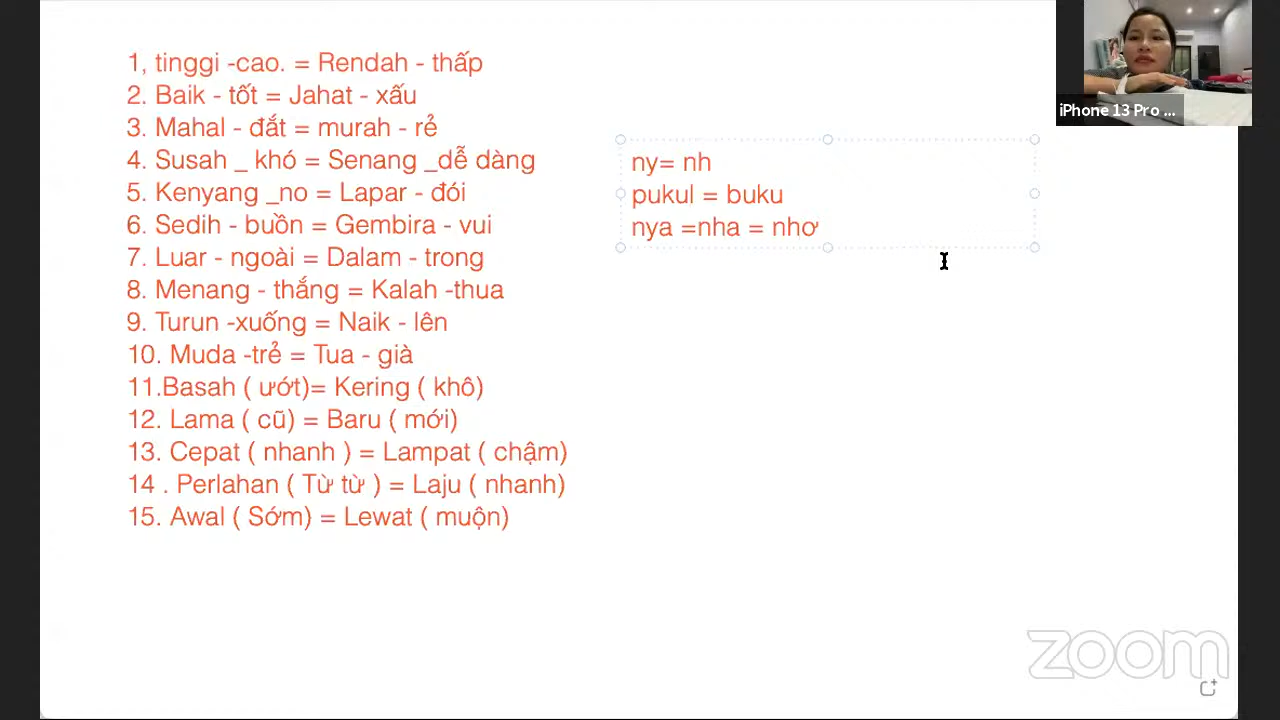 1, tinggi -cao. = Rendah - thấp
2. Baik - tốt = Jahat - xấu
3. Mahal - đắt = murah - rẻ
4. Susah _ khó = Senang _dễ dàng
5. Kenyang _no = Lapar - đói
6. Sedih - buồn = Gembira - vui
7. Luar - ngoài = Dalam - trong
8. Menang - thắng = Kalah -thua
9. Turun -xuống = Naik - lên
10. Muda -trẻ = Tua - già
11.Basah ( ướt)= Kering ( khô)
12. Lama ( cũ) = Baru ( mới)
13. Cepat ( nhanh ) = Lampat ( chậm)
14 . Perlahan ( Từ từ ) = Laju ( nhanh)
15. Awal ( Sớm) = Lewat ( muộn)
ny= nh
pukul = buku
nya =nha = nhơ
iPhone 13 Pro ...
zoom